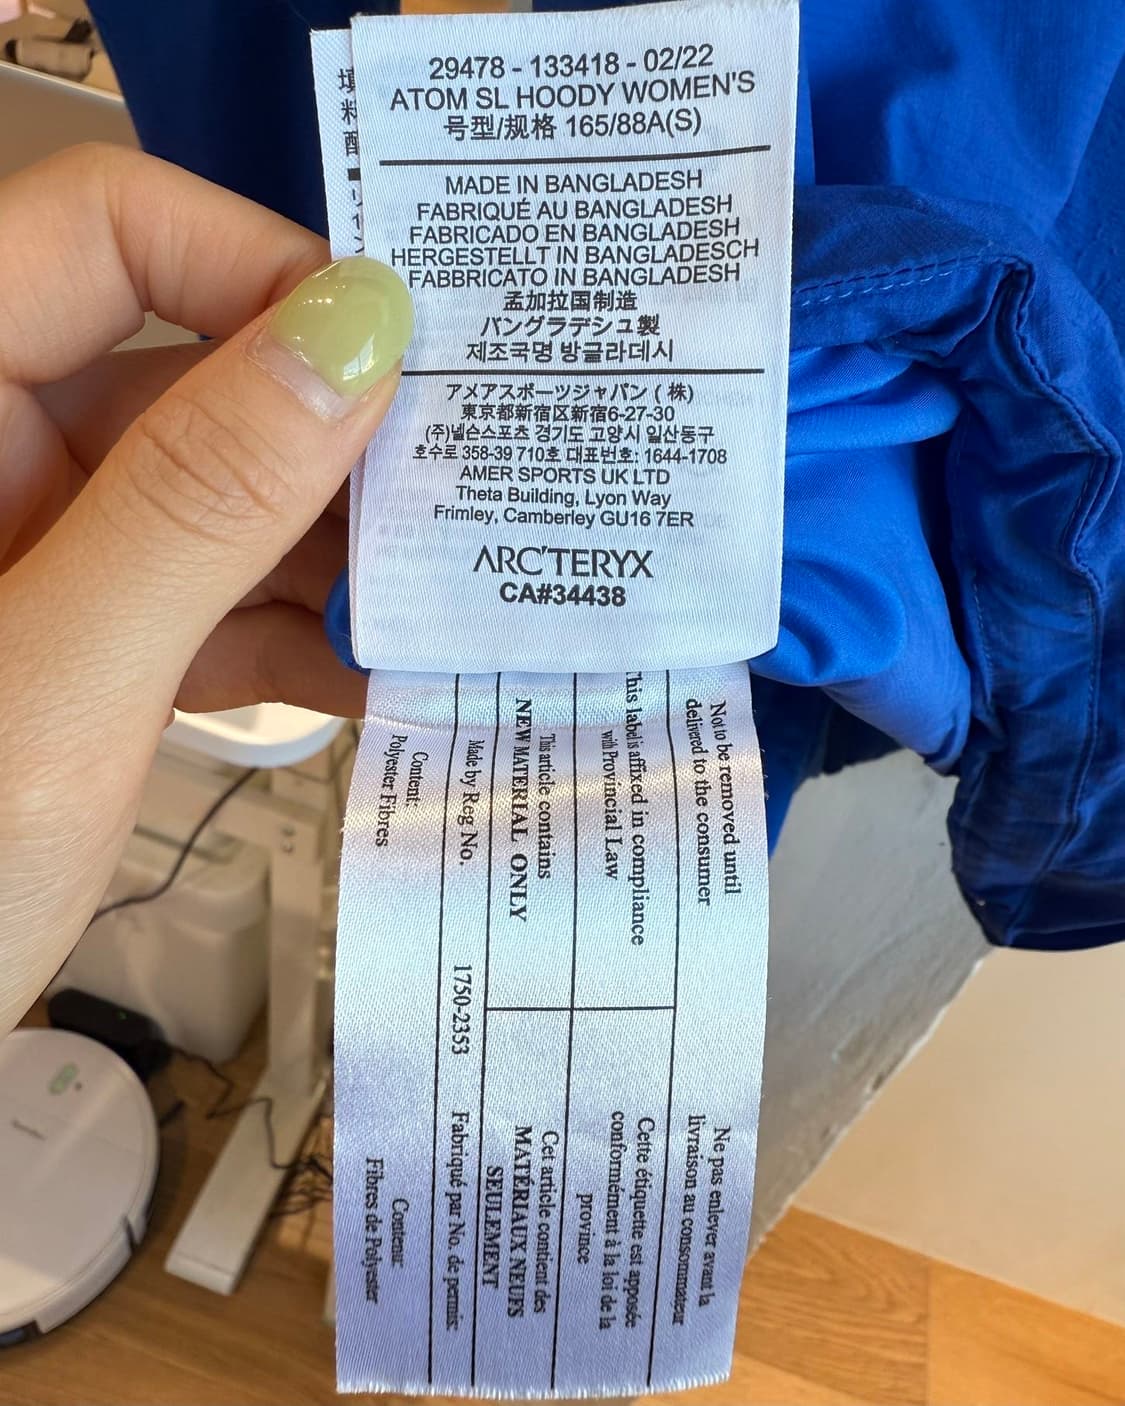 填
料
酉
29478 - 133418 - 02/22
ATOM SL HOODY WOMEN'S
号型/规格 165/88A(S)
MADE IN BANGLADESH
FABRIQUÉ AU BANGLADESH
FABRICADO EN BANGLADESH
HERGESTELLT IN BANGLADESCH
FABBRICATO IN BANGLADESH
孟加拉国制造
バングラデシュ製
제조국명 방글라데시
アメアスポーツジャパン ( 株)
東京都新宿区新宿6-27-30
(주)넬슨스포츠 경기도 고양시 일산동구
호수로 358-39 710호 대표번호: 1644-1708
AMER SPORTS UK LTD
Theta Building, Lyon Way
Frimley, Camberley GU16 7ER
ARC'TERYX
CA#34438
Not to be removed until
delivered to the consumer
Ne pas enlever avant la
livraison au consommateur
This label is affixed in compliance
with Provincial Law
Cette étiquette est apposée
conformément à la loi de la
province
This article contains
NEW MATERIAL ONLY
Cet article contient des
MATÉRIAUX NEUFS
SEULEMENT
Made by Reg No. 1750-2353 Fabriqué par No. de permis:
Content:
Polyester Fibres
Contenu:
Fibres de Polyester